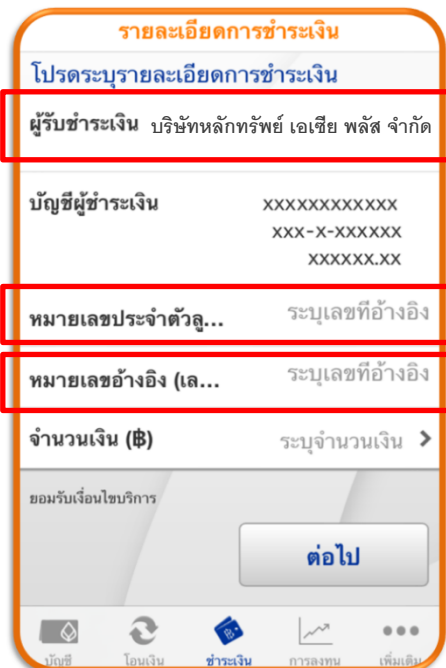 รายละเอียดการชำระเงิน
โปรดระบุรายละเอียดการชำระเงิน
ผู้รับชำระเงิน บริษัทหลักทรัพย์ เอเซีย พลัส จำกัด
บัญชีผู้ชำระเงิน xxxxxxxxxxxx
xxx-x-xxxxxx
xxxxxx.xx
หมายเลขประจำตัวลู... ระบุเลขที่อ้างอิง
หมายเลขอ้างอิง (เล... ระบุเลขที่อ้างอิง
จำนวนเงิน (฿) ระบุจำนวนเงิน >
ยอมรับเงื่อนไขบริการ
ต่อไป
บัญชี โอนเงิน ชำระเงิน การลงทุน เพิ่มเติม